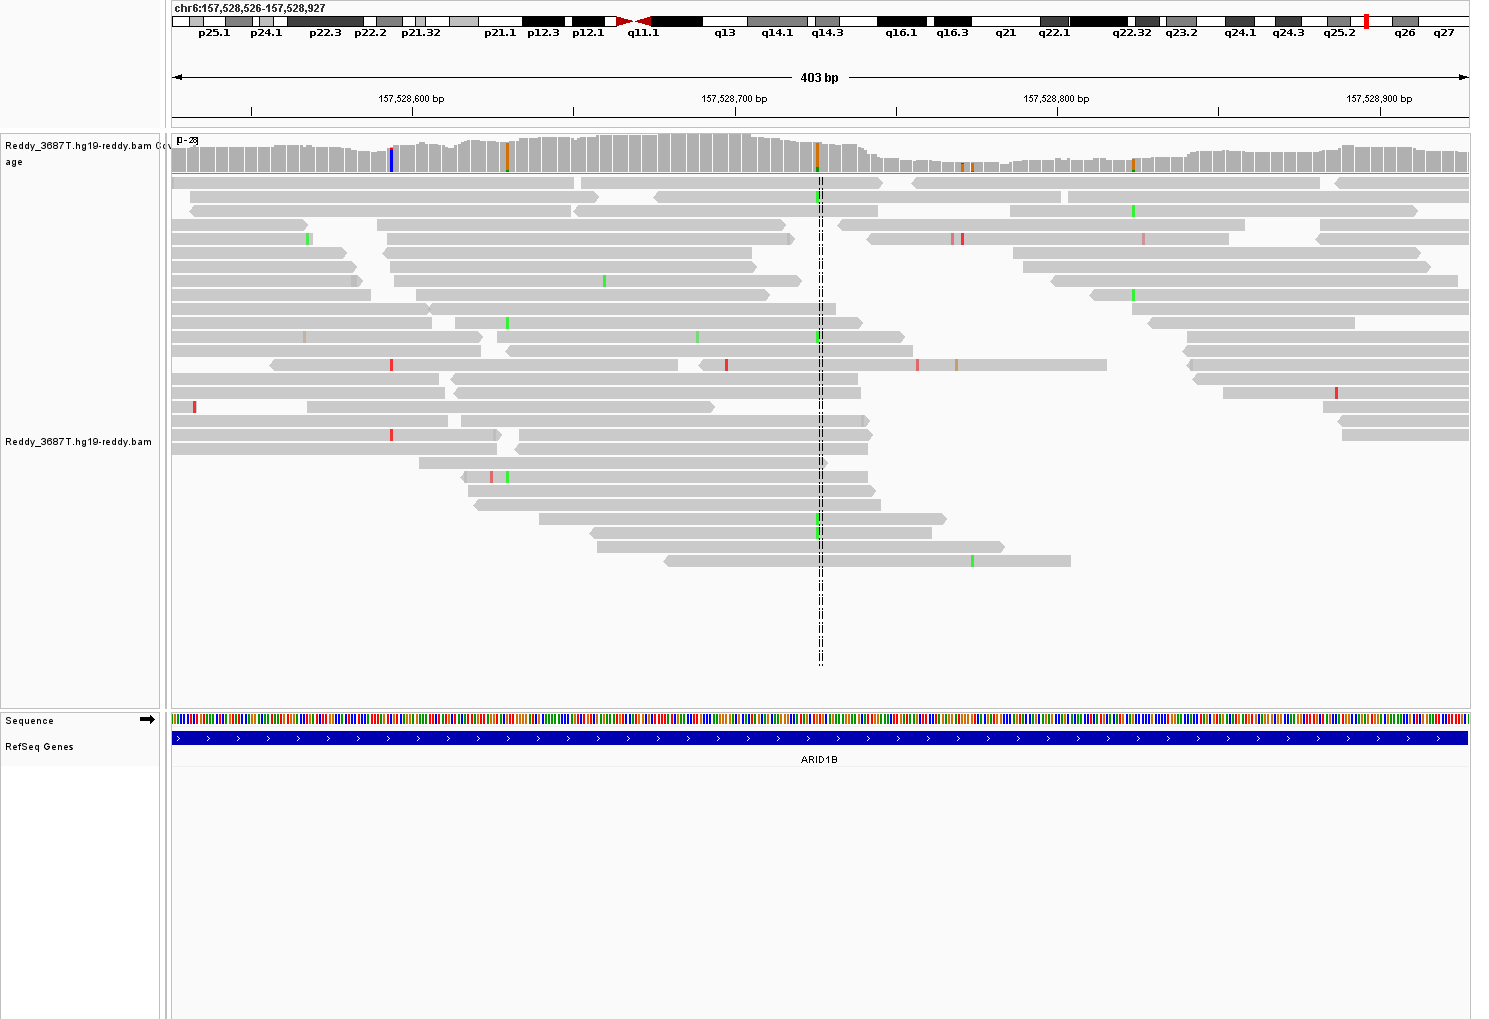 chr6:157,528,526-157,528,927
p25.1 p24.1 p22.3 p22.2 p21.32 p21.1 p12.3 p12.1 q11.1 q13 q14.1 q14.3 q16.1 q16.3 q21 q22.1 q22.32 q23.2 q24.1 q24.3 q25.2 q26 q27
403 bp
157,528,600 bp 157,528,700 bp 157,528,800 bp 157,528,900 bp
Reddy_3687T.hg19-reddy.bam Cov
age
Reddy_3687T.hg19-reddy.bam
Sequence
RefSeq Genes
ARID1B